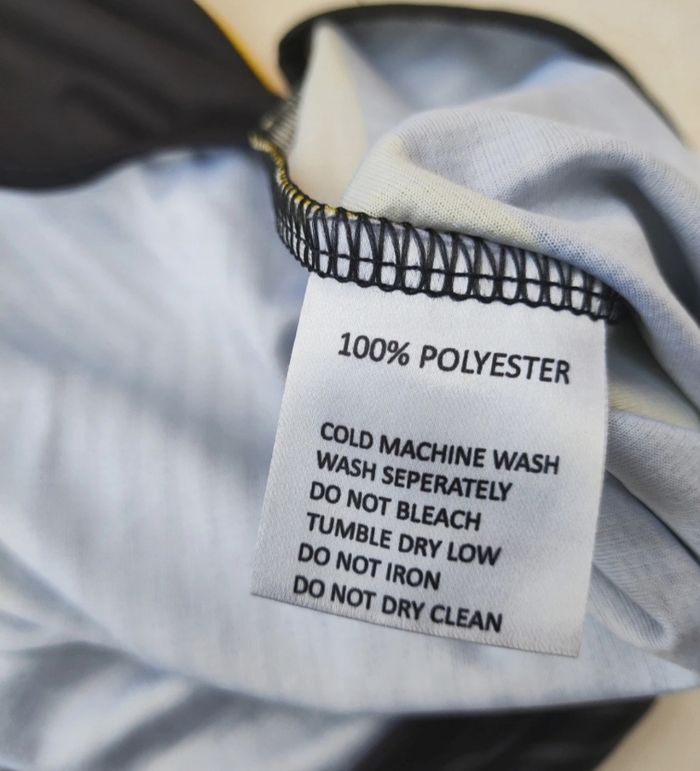 100% POLYESTER
COLD MACHINE WASH
WASH SEPERATELY
DO NOT BLEACH
TUMBLE DRY LOW
DO NOT IRON
DO NOT DRY CLEAN